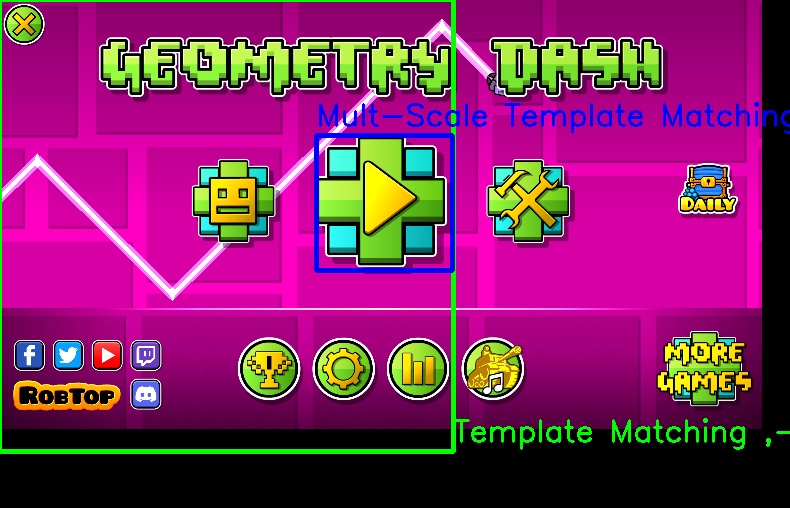 GEOMETRY DASH
Mult-Scale Template Matching
DAILY
MORE
GAMES
ROBTOP
Template Matching ,-